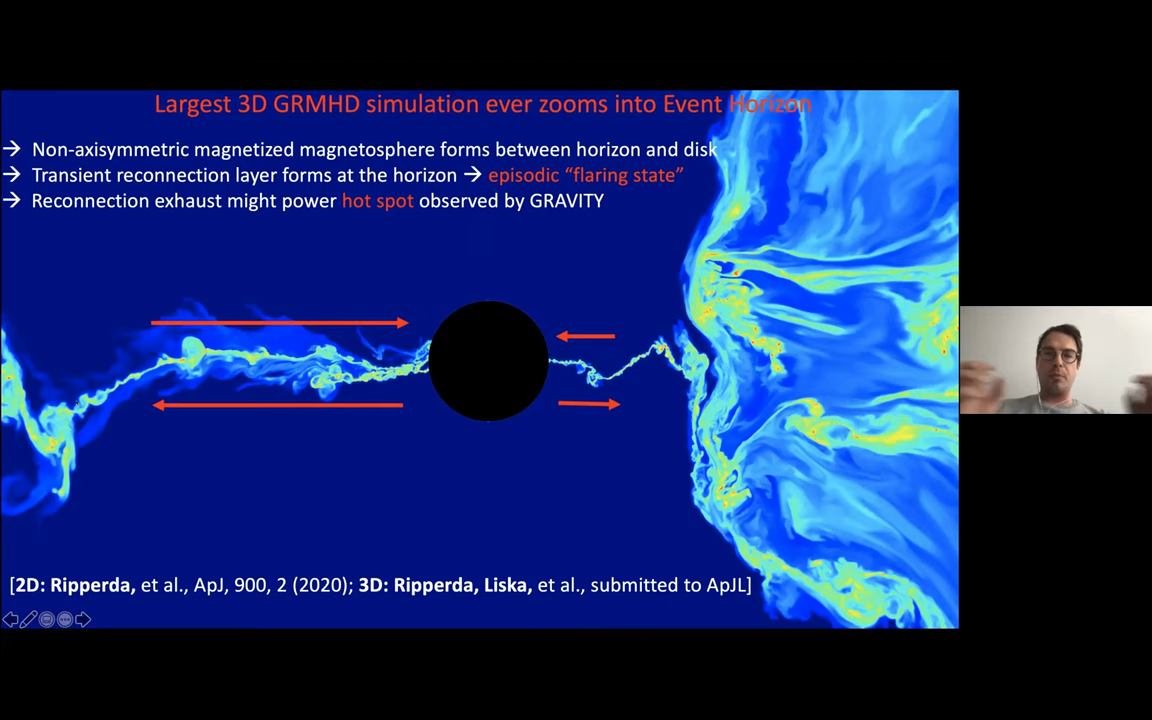 Largest 3D GRMHD simulation ever zooms into Event Horizon
→ Non-axisymmetric magnetized magnetosphere forms between horizon and disk
→ Transient reconnection layer forms at the horizon → episodic “flaring state”
→ Reconnection exhaust might power hot spot observed by GRAVITY
[2D: Ripperda, et al., ApJ, 900, 2 (2020); 3D: Ripperda, Liska, et al., submitted to ApJL]